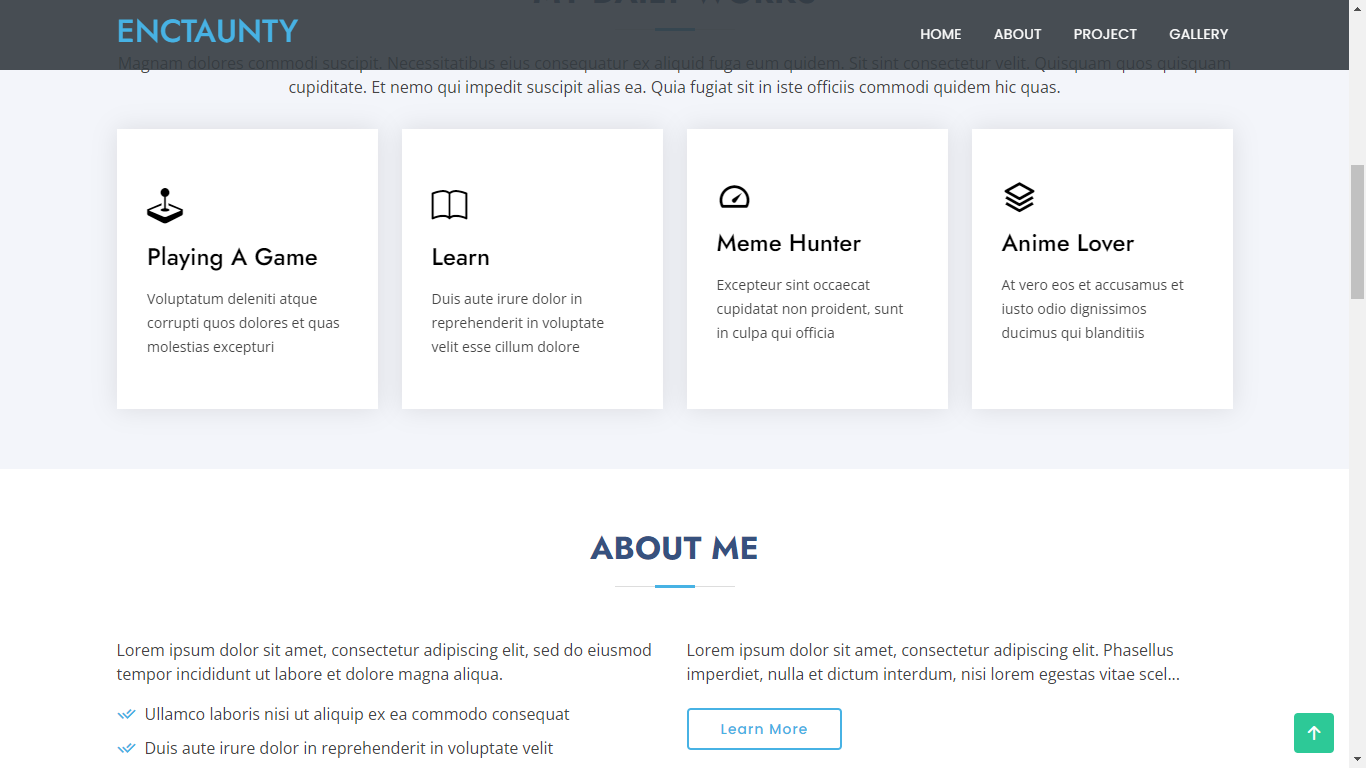 MY DAILY WORKS
ENCTAUNTY
HOME
ABOUT
PROJECT
GALLERY
Magnam dolores commodi suscipit. Necessitatibus eius consequatur ex aliquid fuga eum quidem. Sit sint consectetur velit. Quisquam quos quisquam
cupiditate. Et nemo qui impedit suscipit alias ea. Quia fugiat sit in iste officiis commodi quidem hic quas.
Playing A Game
Voluptatum deleniti atque
corrupti quos dolores et quas
molestias excepturi
Learn
Duis aute irure dolor in
reprehenderit in voluptate
velit esse cillum dolore
Meme Hunter
Excepteur sint occaecat
cupidatat non proident, sunt
in culpa qui officia
Anime Lover
At vero eos et accusamus et
iusto odio dignissimos
ducimus qui blanditiis
ABOUT ME
Lorem ipsum dolor sit amet, consectetur adipiscing elit, sed do eiusmod
tempor incididunt ut labore et dolore magna aliqua.
Ullamco laboris nisi ut aliquip ex ea commodo consequat
Duis aute irure dolor in reprehenderit in voluptate velit
Lorem ipsum dolor sit amet, consectetur adipiscing elit. Phasellus
imperdiet, nulla et dictum interdum, nisi lorem egestas vitae scel...
Learn More